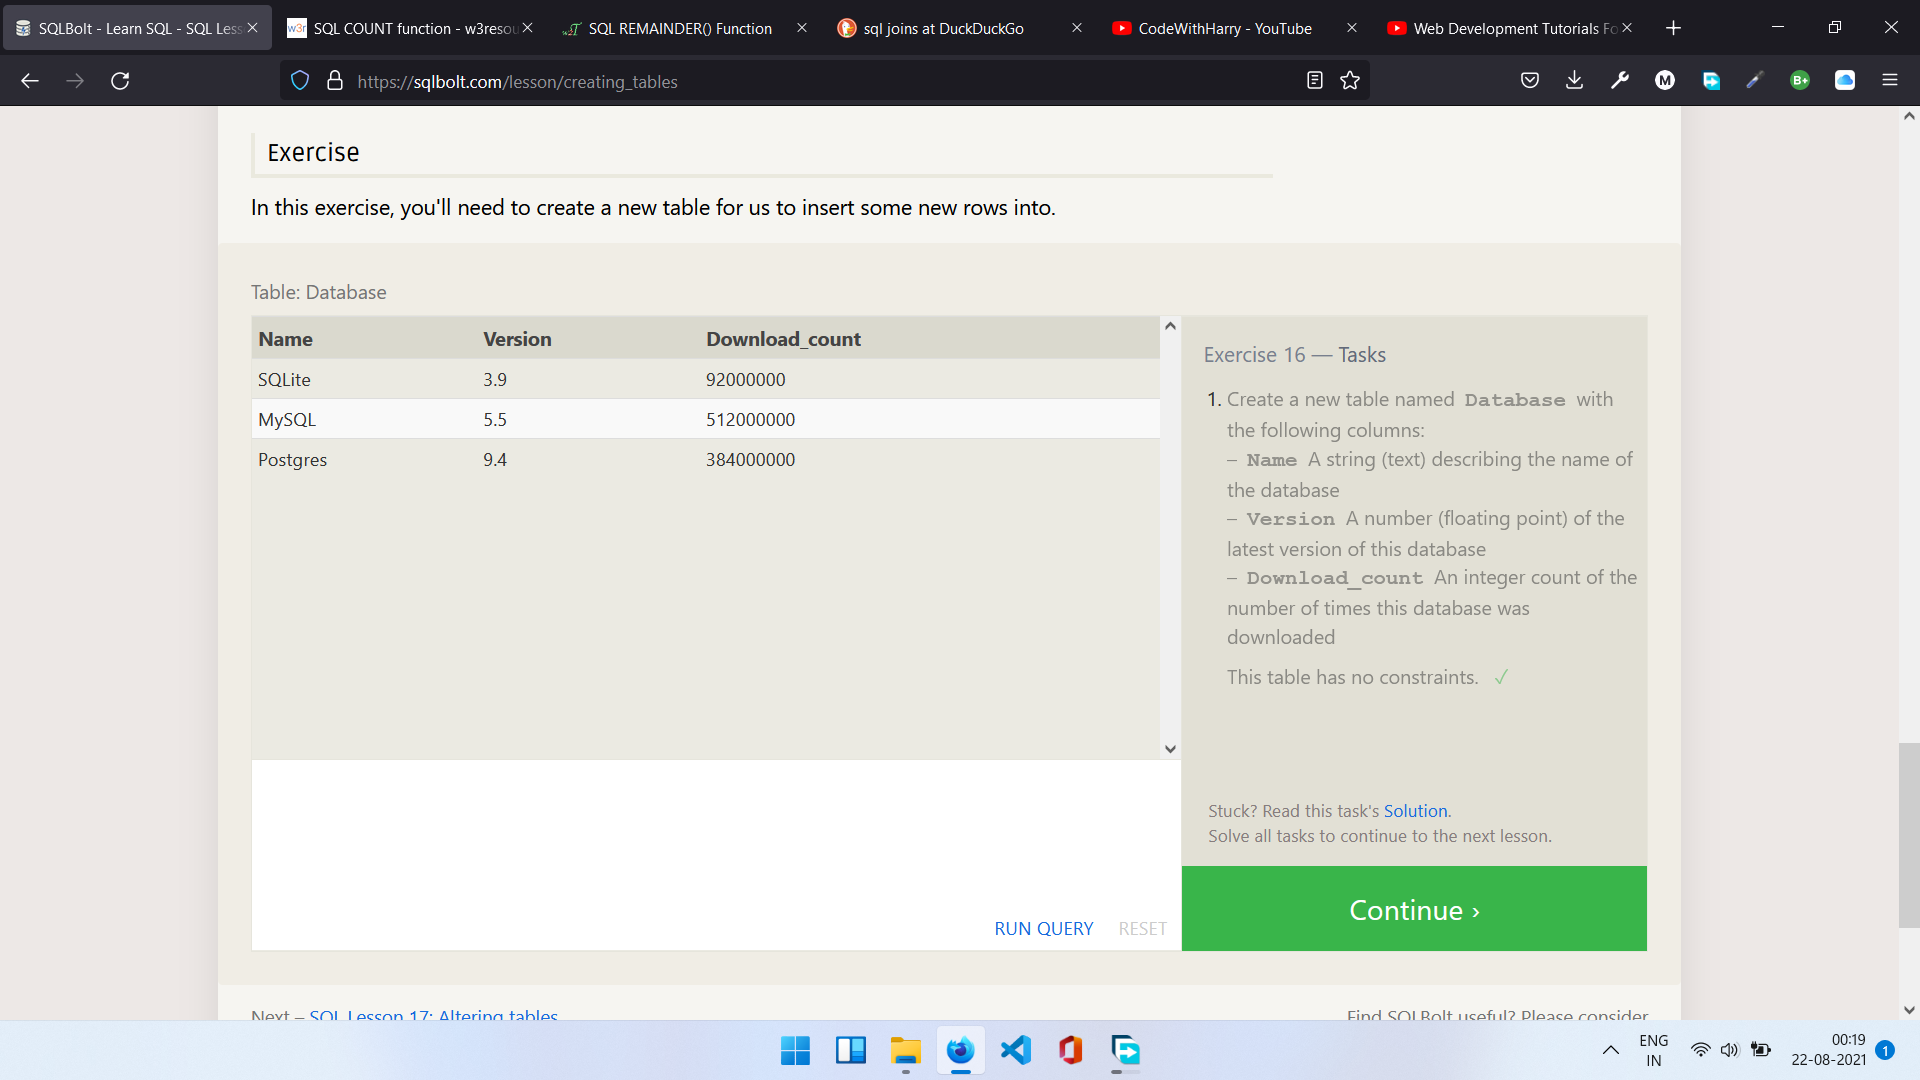 SQLBolt - Learn SQL - SQL Less
SQL COUNT function - w3resou
SQL REMAINDER() Function
sql joins at DuckDuckGo
CodeWithHarry - YouTube
Web Development Tutorials Fo
https://sqlbolt.com/lesson/creating_tables
Exercise
In this exercise, you'll need to create a new table for us to insert some new rows into.
Table: Database
Name Version Download_count
SQLite 3.9 92000000
MySQL 5.5 512000000
Postgres 9.4 384000000
Exercise 16 — Tasks
1. Create a new table named Database with
the following columns:
– Name A string (text) describing the name of
the database
– Version A number (floating point) of the
latest version of this database
– Download_count An integer count of the
number of times this database was
downloaded
This table has no constraints. ✓
Stuck? Read this task's Solution.
Solve all tasks to continue to the next lesson.
RUN QUERY RESET
Continue ›
Next – SQL Lesson 17: Altering tables
Find SQLBolt useful? Please consider
ENG
IN
00:19
22-08-2021
1